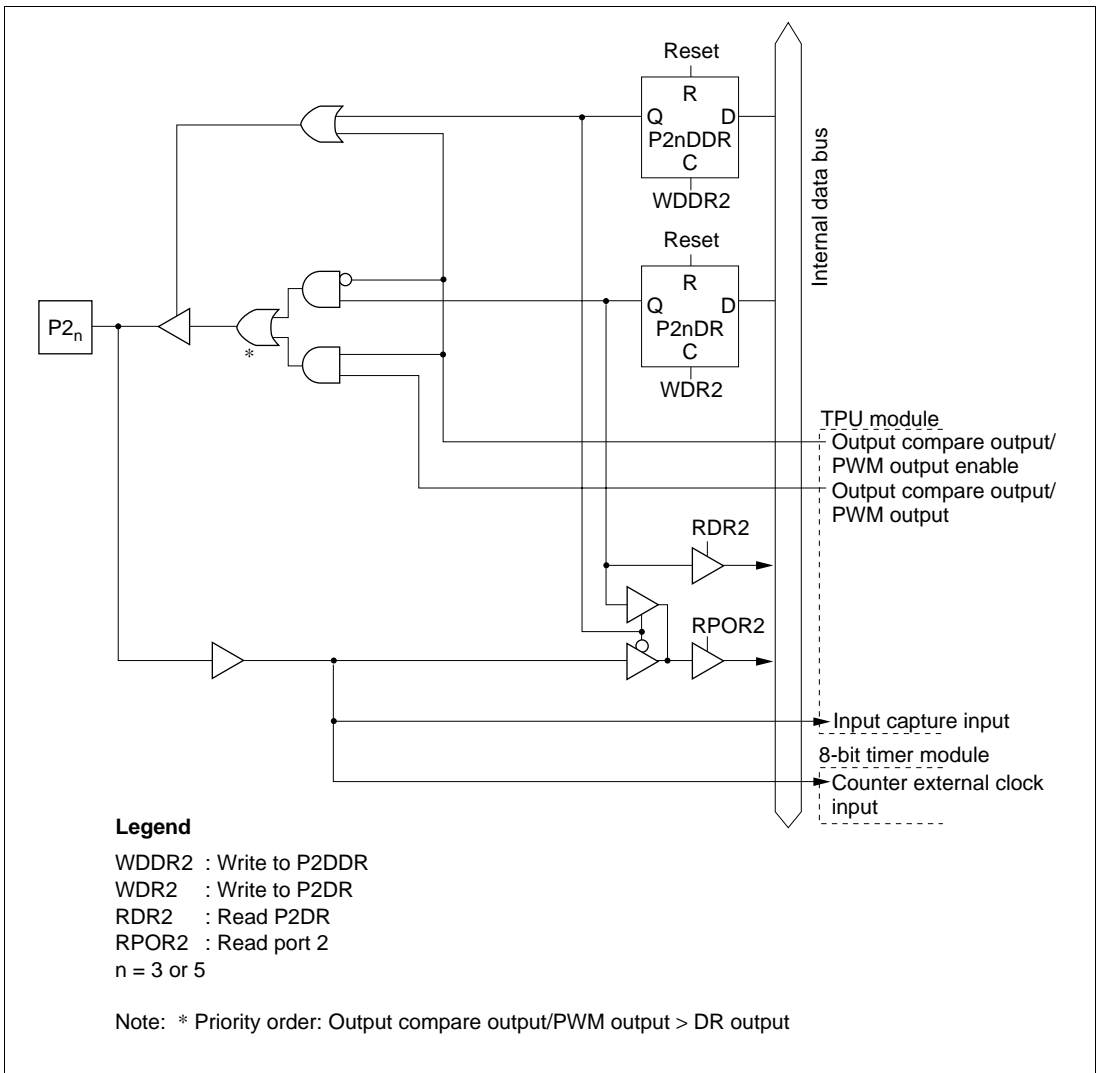 Reset
R
Q D
P2nDDR
C
WDDR2
Internal data bus
Reset
R
Q D
P2nDR
C
WDR2
P2n
*
TPU module
Output compare output/
PWM output enable
Output compare output/
PWM output
RDR2
RPOR2
Input capture input
8-bit timer module
Counter external clock
input
Legend
WDDR2 : Write to P2DDR
WDR2 : Write to P2DR
RDR2 : Read P2DR
RPOR2 : Read port 2
n = 3 or 5
Note: * Priority order: Output compare output/PWM output > DR output